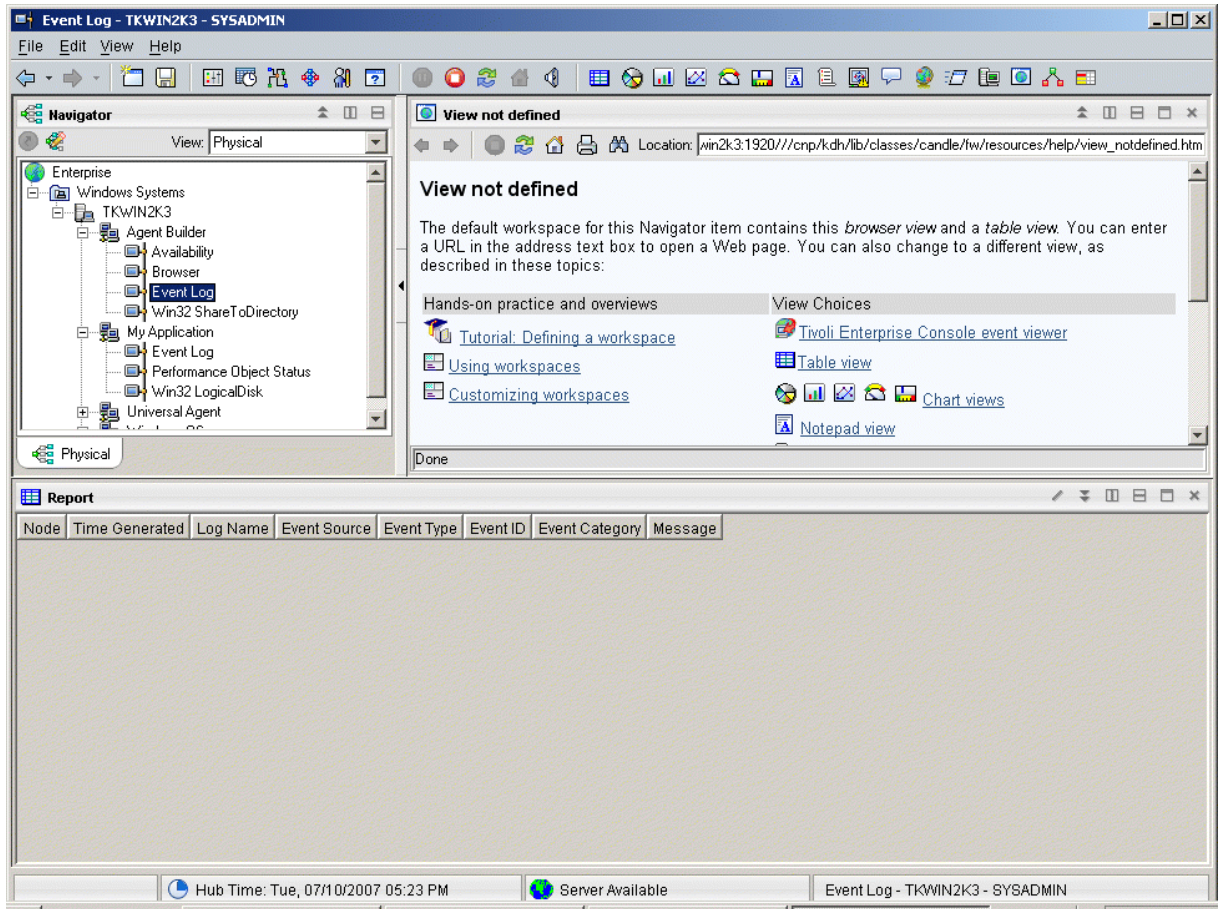 Event Log - TKWIN2K3 - SYSADMIN
File Edit View Help
Navigator
View: Physical
Enterprise
Windows Systems
TKWIN2K3
Agent Builder
Availability
Browser
Event Log
Win32 ShareToDirectory
My Application
Event Log
Performance Object Status
Win32 LogicalDisk
Universal Agent
Physical
View not defined
Location: win2k3:1920///cnp/kdh/lib/classes/candle/fw/resources/help/view_notdefined.htm
View not defined
The default workspace for this Navigator item contains this browser view and a table view. You can enter
a URL in the address text box to open a Web page. You can also change to a different view, as
described in these topics:
Hands-on practice and overviews
Tutorial: Defining a workspace
Using workspaces
Customizing workspaces
View Choices
Tivoli Enterprise Console event viewer
Table view
Chart views
Notepad view
Done
Report
Node Time Generated Log Name Event Source Event Type Event ID Event Category Message
Hub Time: Tue, 07/10/2007 05:23 PM Server Available Event Log - TKWIN2K3 - SYSADMIN